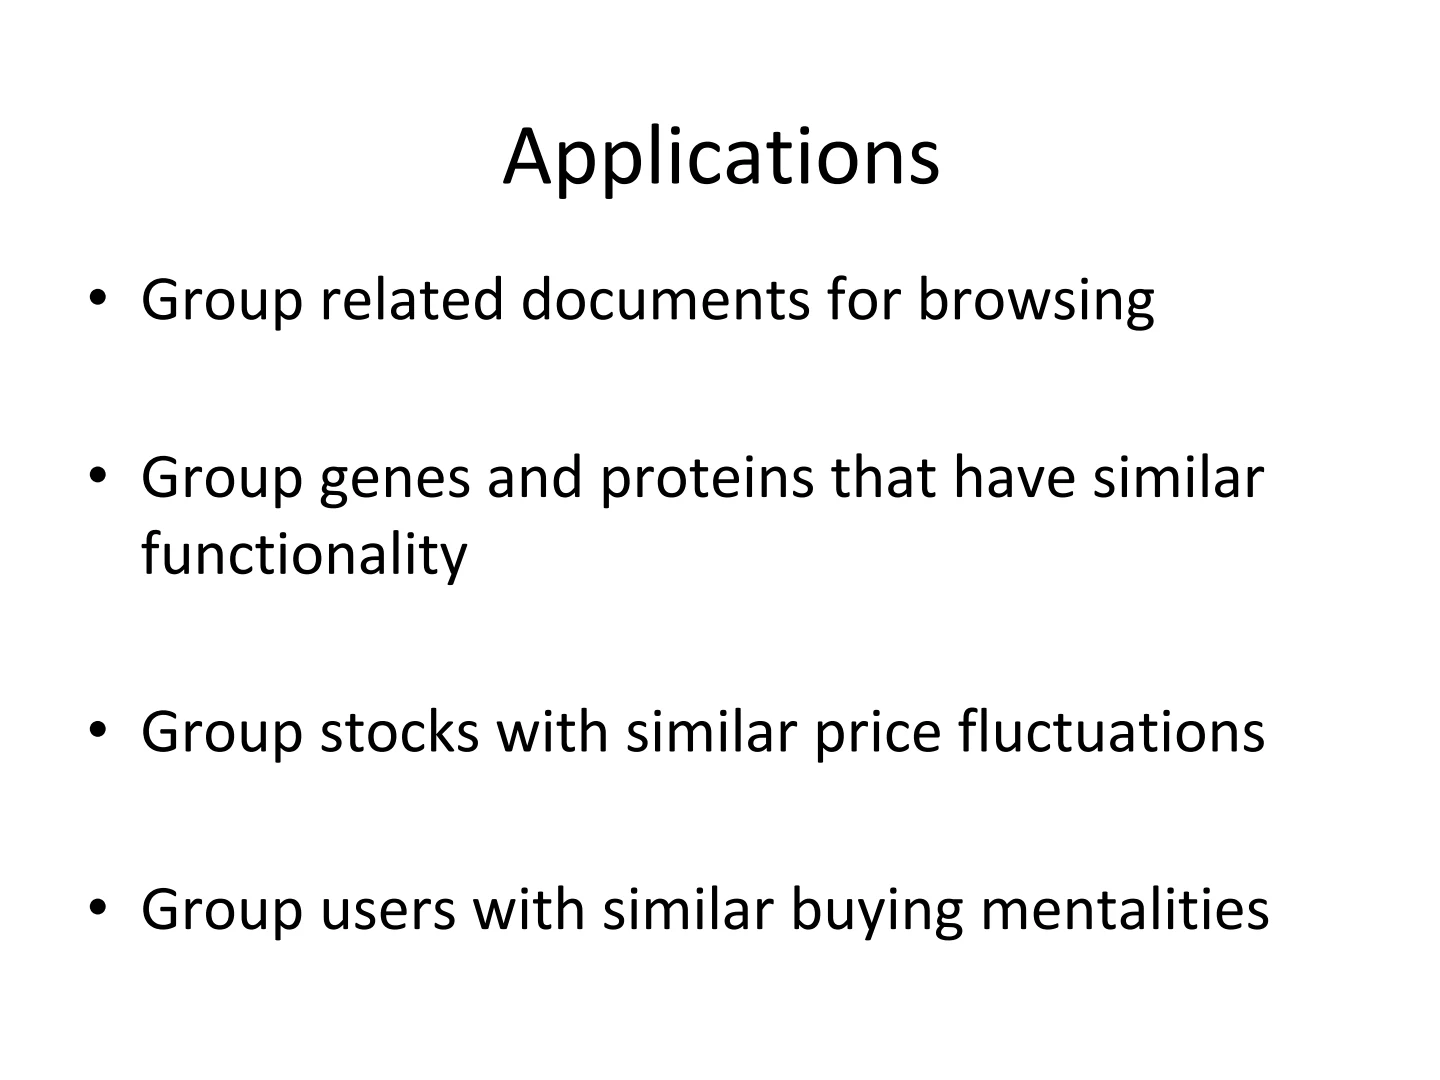 Applications
• Group related documents for browsing
• Group genes and proteins that have similar
functionality
• Group stocks with similar price fluctuations
• Group users with similar buying mentalities